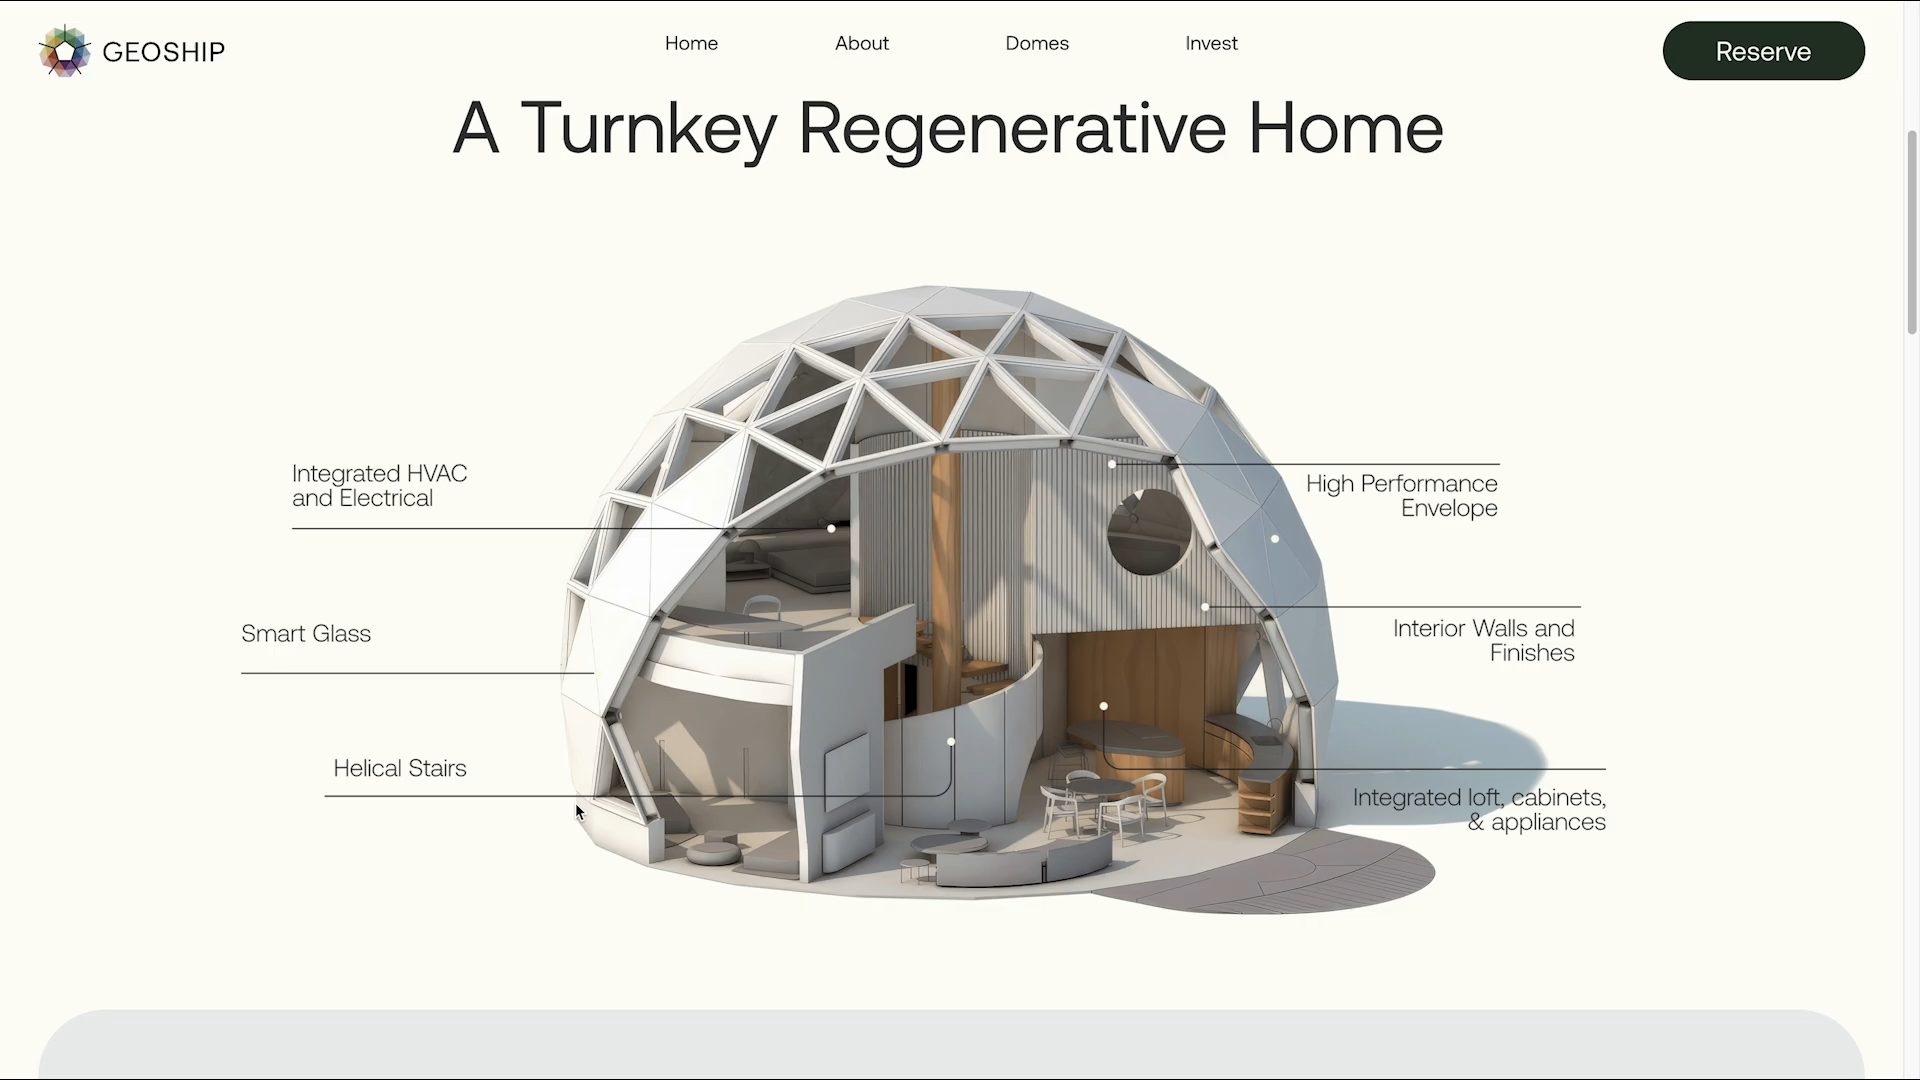 GEOSHIP
Home
About
Domes
Invest
Reserve
A Turnkey Regenerative Home
Integrated HVAC
and Electrical
High Performance
Envelope
Smart Glass
Interior Walls and
Finishes
Helical Stairs
Integrated loft, cabinets,
& appliances